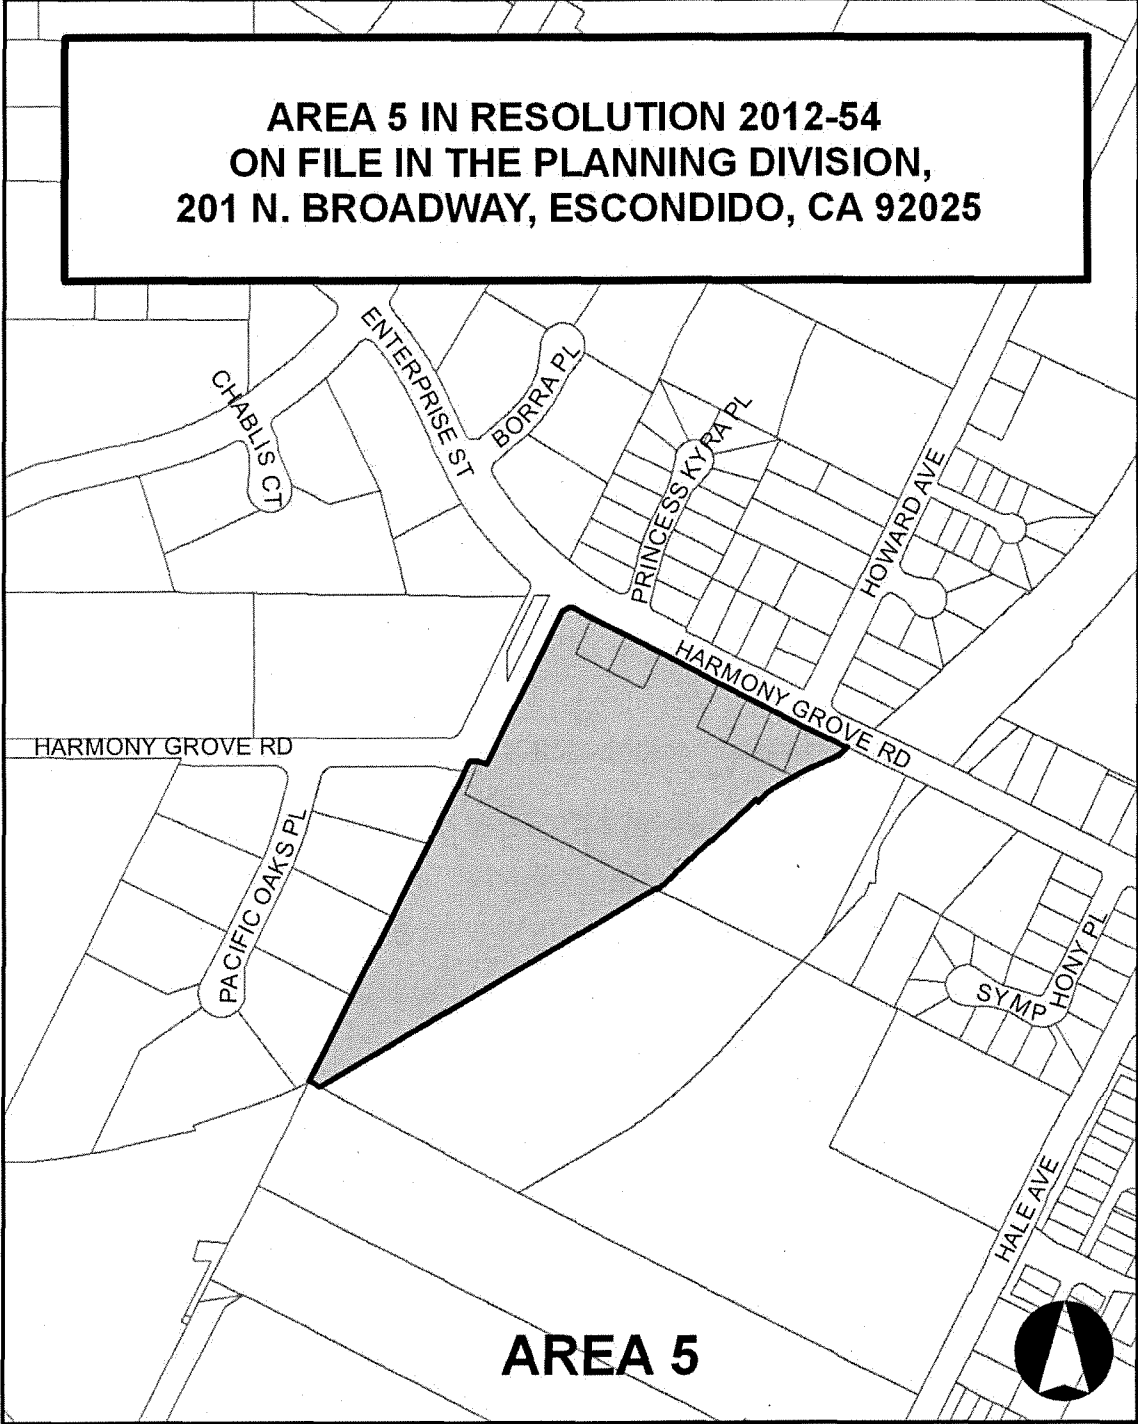 AREA 5 IN RESOLUTION 2012-54
ON FILE IN THE PLANNING DIVISION,
201 N. BROADWAY, ESCONDIDO, CA 92025
ENTERPRISE ST
CHABLIS CT
BORRA PL
PRINCESS KYRA PL
HOWARD AVE
HARMONY GROVE RD
HARMONY GROVE RD
PACIFIC OAKS PL
SYMPHONY PL
HALE AVE
AREA 5